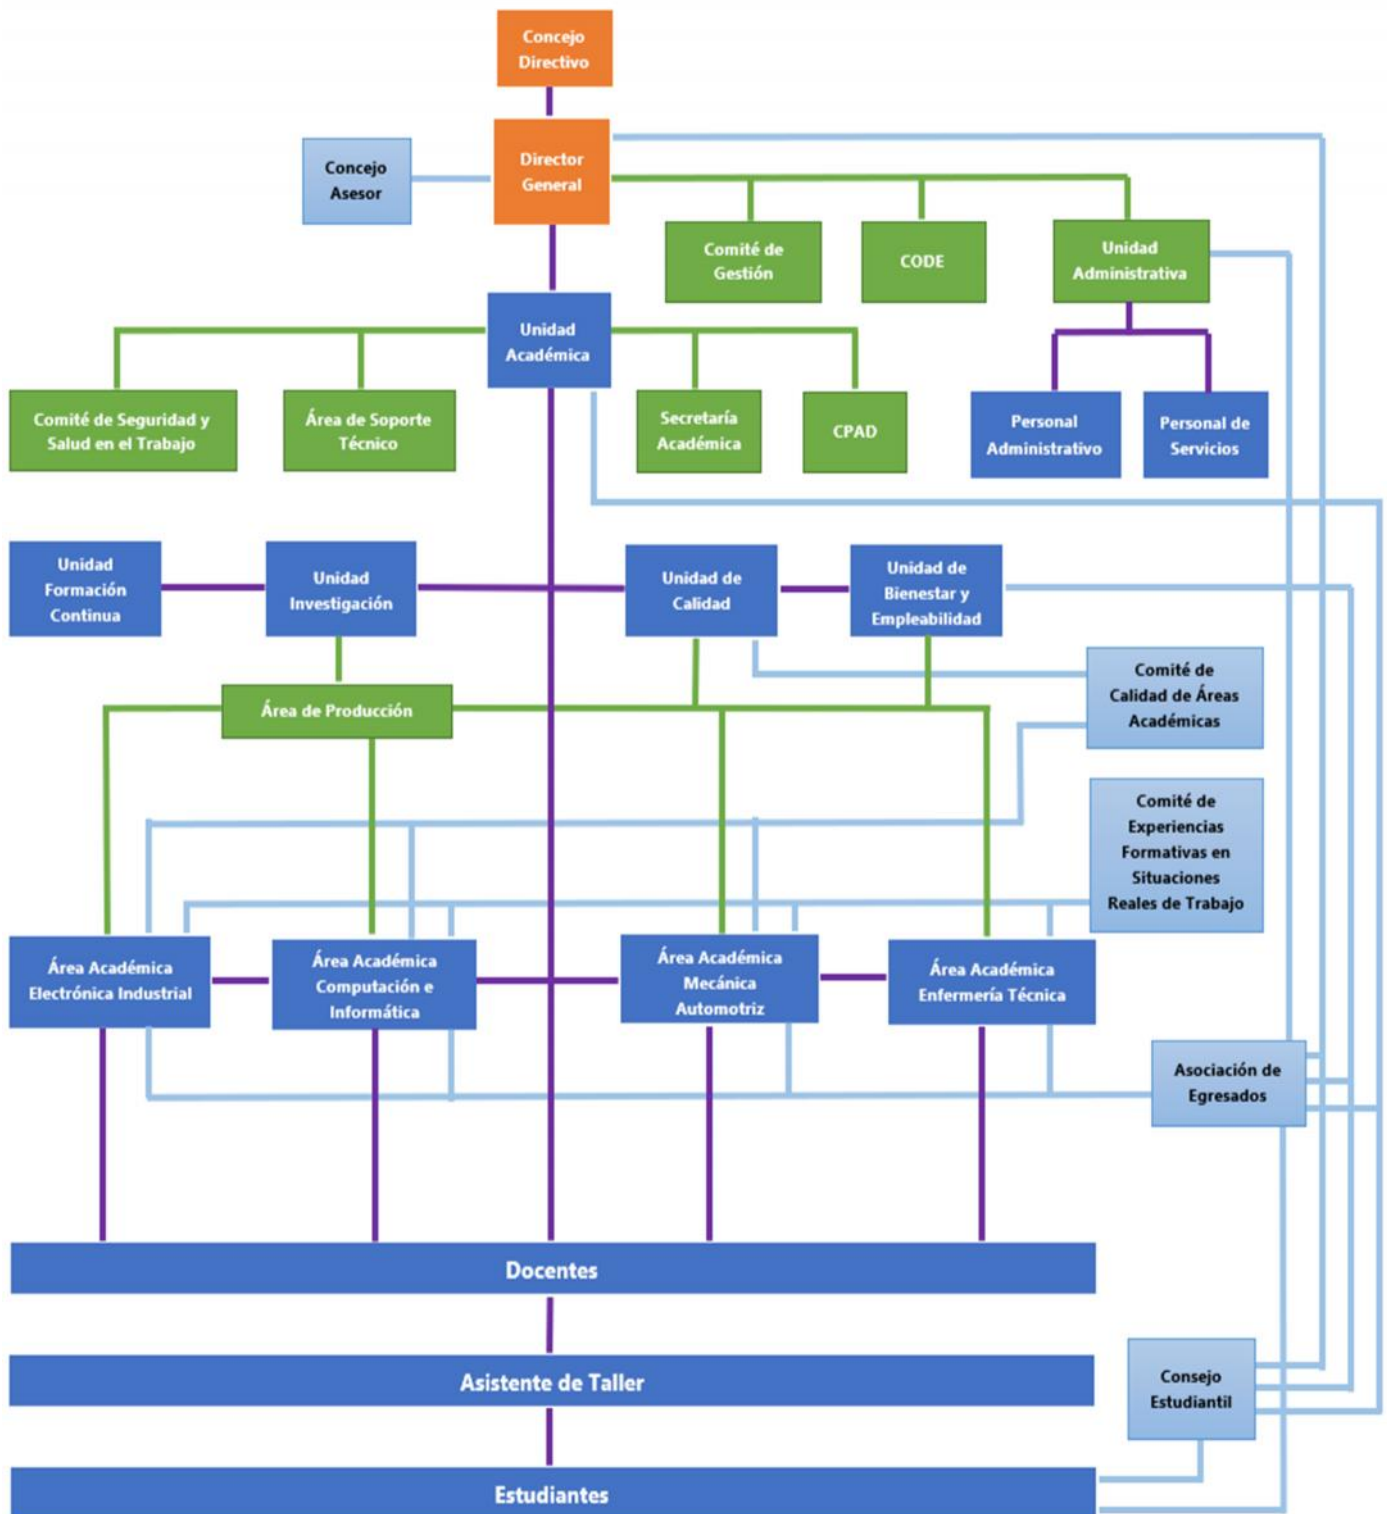 Concejo
Directivo
Concejo
Asesor
Director
General
Comité de
Gestión
CODE
Unidad
Administrativa
Unidad
Académica
Comité de Seguridad y
Salud en el Trabajo
Área de Soporte
Técnico
Secretaría
Académica
CPAD
Personal
Administrativo
Personal de
Servicios
Unidad
Formación
Continua
Unidad
Investigación
Unidad de
Calidad
Unidad de
Bienestar y
Empleabilidad
Comité de
Calidad de Áreas
Académicas
Área de Producción
Comité de
Experiencias
Formativas en
Situaciones
Reales de Trabajo
Área Académica
Electrónica Industrial
Área Académica
Computación e
Informática
Área Académica
Mecánica
Automotriz
Área Académica
Enfermería Técnica
Asociación de
Egresados
Docentes
Asistente de Taller
Consejo
Estudiantil
Estudiantes